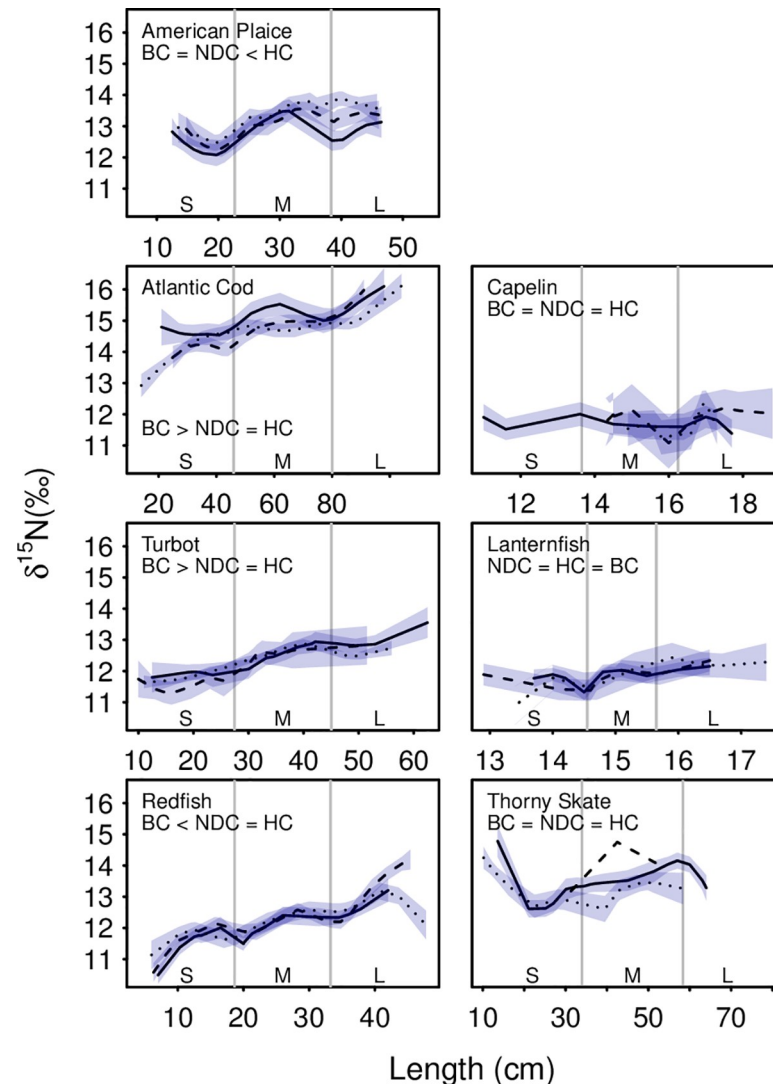 American Plaice
BC = NDC < HC
16
15
14
13
12
11
S M L
10 20 30 40 50
Atlantic Cod
16
15
14
13
12
11
BC > NDC = HC
S M L
20 40 60 80
Capelin
BC = NDC = HC
S M L
12 14 16 18
Turbot
BC > NDC = HC
16
15
14
13
12
11
S M L
10 20 30 40 50 60
Lanternfish
NDC = HC = BC
S M L
13 14 15 16 17
Redfish
BC < NDC = HC
16
15
14
13
12
11
S M L
10 20 30 40
Thorny Skate
BC = NDC = HC
S M L
10 30 50 70
δ¹⁵N(‰)
Length (cm)